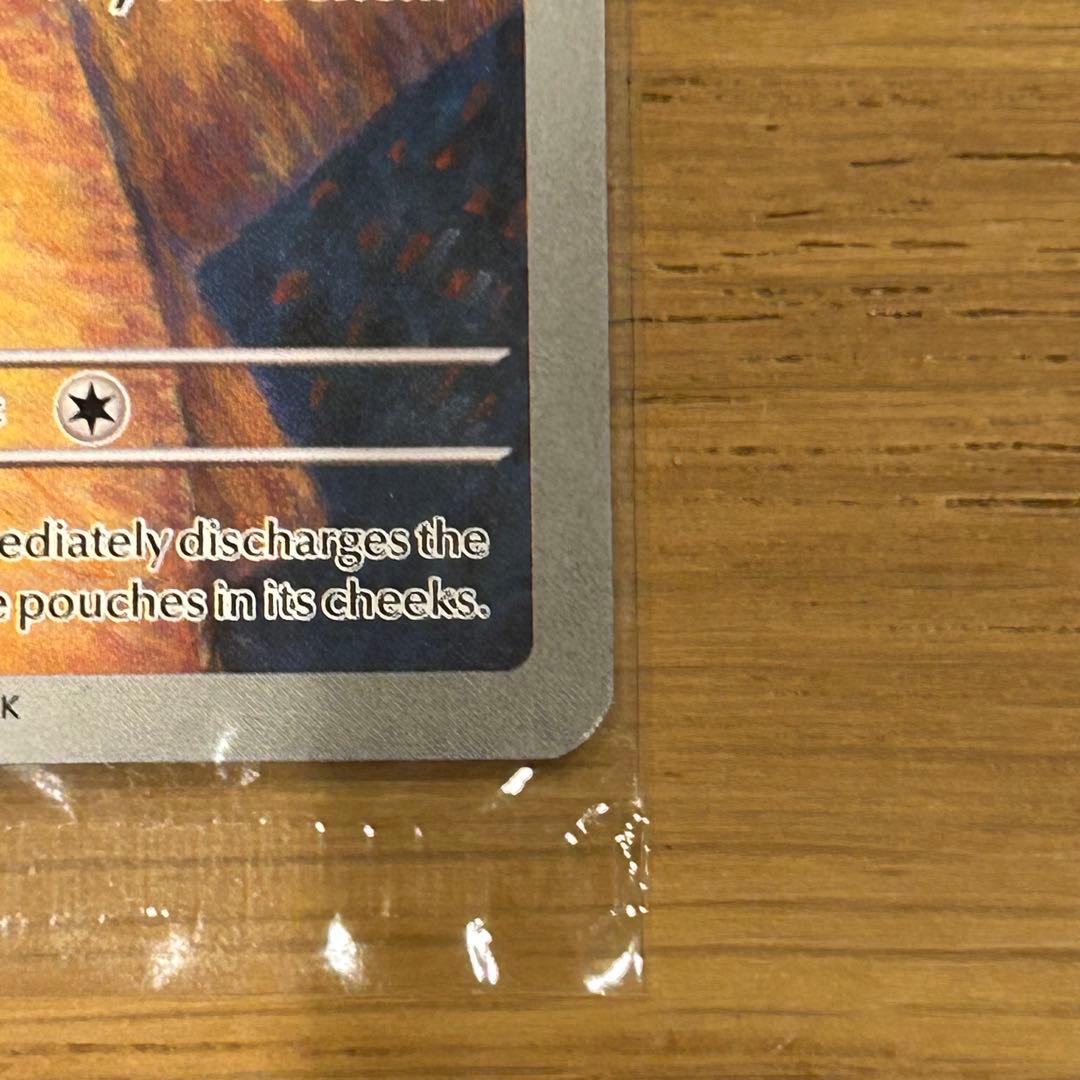 ediately discharges the
e pouches in its cheeks.
K